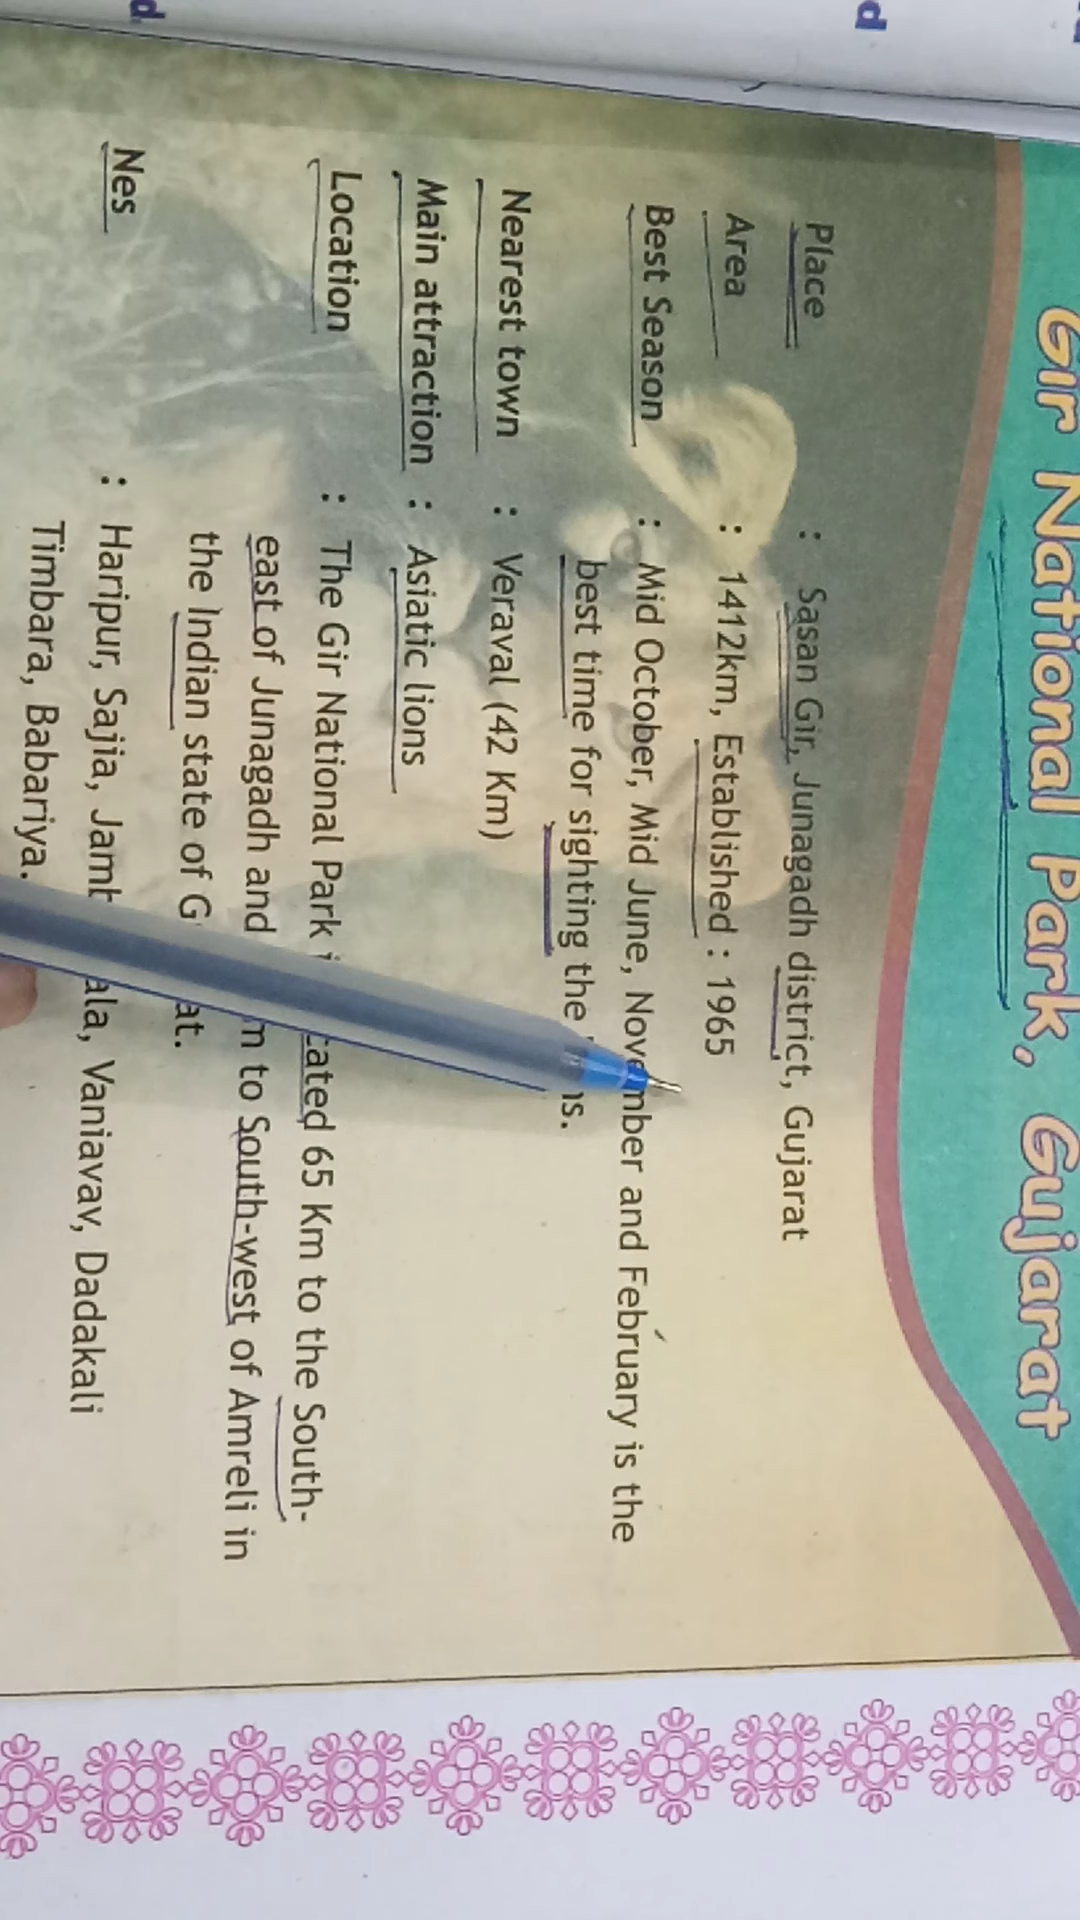 Gir National Park, Gujarat
Place : Sasan Gir, Junagadh district, Gujarat
Area : 1412km, Established : 1965
Best Season : Mid October, Mid June, November and February is the
best time for sighting the
Nearest town : Veraval (42 Km)
Main attraction : Asiatic lions
Location : The Gir National Park 65 Km to the South-
east of Junagadh and to South-west of Amreli in
the Indian state of
Nes : Haripur, Sajia, Vaniavav, Dadakali
Timbara, Babariya.